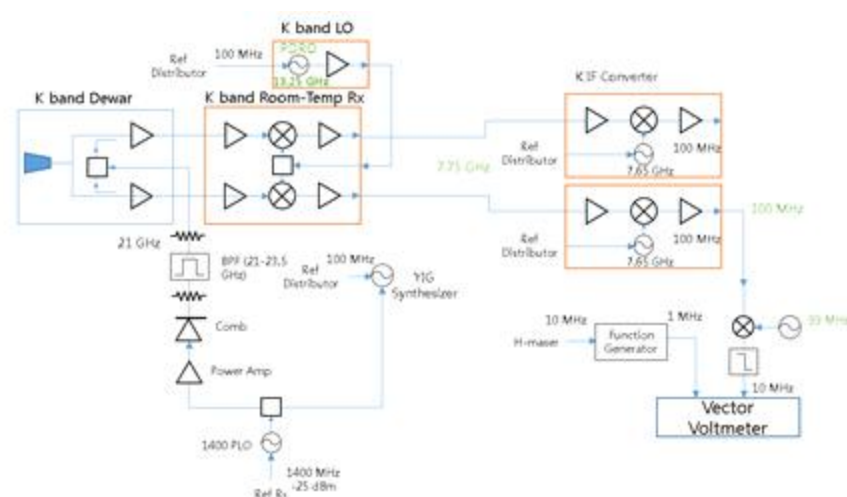 K band LO
Ref
Distributor
100 MHz
PDRO
13.25 GHz
K band Dewar
K band Room-Temp Rx
K IF Converter
Ref
Distributor
100 MHz
7.65 GHz
7.75 GHz
Ref
Distributor
100 MHz
7.65 GHz
100 MHz
21 GHz
BPF (21-23.5
GHz)
100 MHz
Ref
Distributor
YIG
Synthesizer
Comb
10 MHz
H-maser
Function
Generator
1 MHz
Power Amp
10 MHz
Vector
Voltmeter
1400 PLO
1400 MHz
-25 dBm
Ref Rx